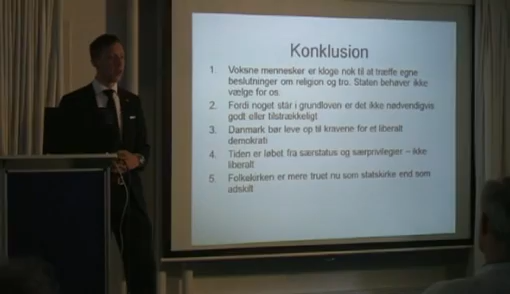 Konklusion
1. Voksne mennesker er kloge nok til at træffe egne
beslutninger om religion og tro. Staten behøver ikke
vælge for os.
2. Fordi noget står i grundloven er det ikke nødvendigvis
godt eller tilstrækkeligt
3. Danmark bør leve op til kravene for et liberalt
demokrati
4. Tiden er løbet fra særstatus og særprivilegier – ikke
liberalt
5. Folkekirken er mere truet nu som statskirke end som
adskilt